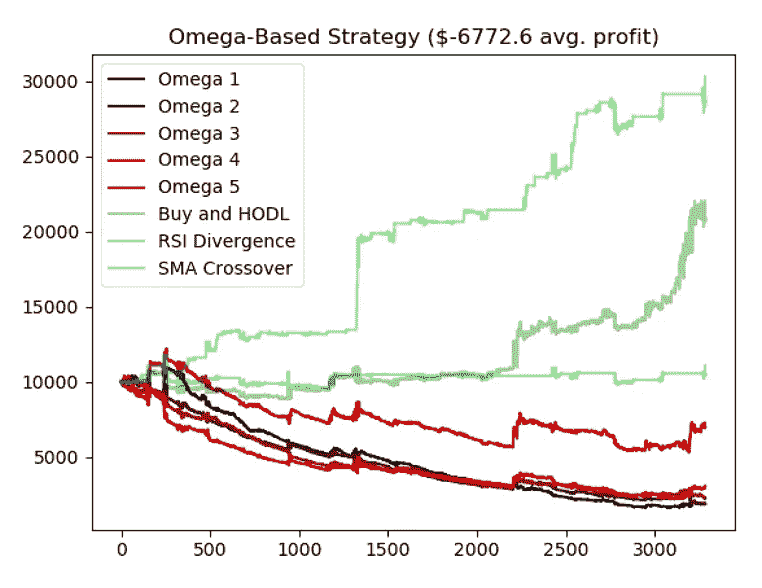 Omega-Based Strategy ($-6772.6 avg. profit)
30000
25000
20000
15000
10000
5000
Omega 1
Omega 2
Omega 3
Omega 4
Omega 5
Buy and HODL
RSI Divergence
SMA Crossover
0
500
1000
1500
2000
2500
3000